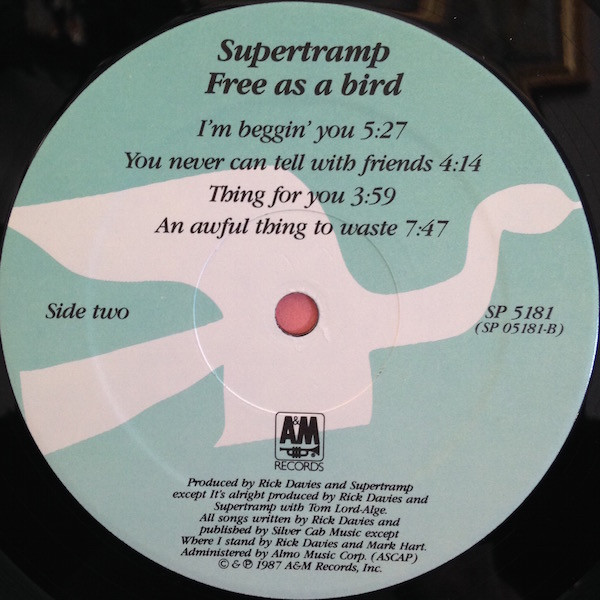 Supertramp
Free as a bird
I'm beggin' you 5:27
You never can tell with friends 4:14
Thing for you 3:59
An awful thing to waste 7:47
Side two
SP 5181
(SP 05181-B)
A&M
RECORDS
Produced by Rick Davies and Supertramp
except It's alright produced by Rick Davies and
Supertramp with Tom Lord-Alge.
All songs written by Rick Davies and
published by Silver Cab Music except
Where I stand by Rick Davies and Mark Hart.
Administered by Almo Music Corp. (ASCAP)
© & ℗ 1987 A&M Records, Inc.